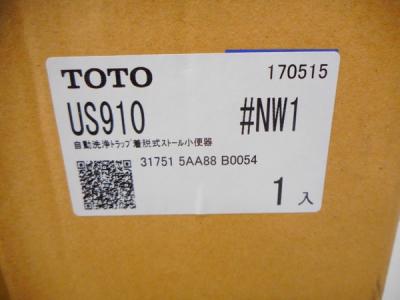 TOTO 170515
US910 #NW1
自動洗浄トラップ着脱式ストール小便器
31751 5AA88 B0054
1入